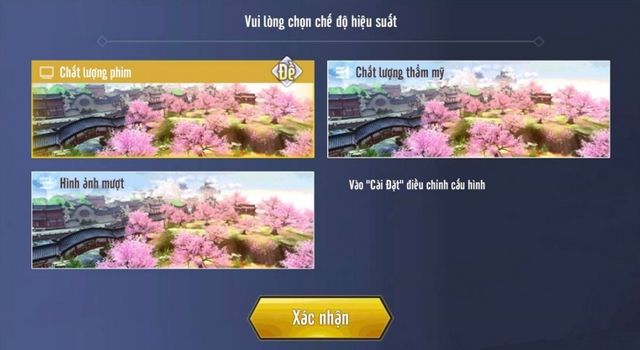 Vui lòng chọn chế độ hiệu suất
Chất lượng phim
Đề
Chất lượng thẩm mỹ
Hình ảnh mượt
Vào "Cài Đặt" điều chỉnh cấu hình
Xác nhận